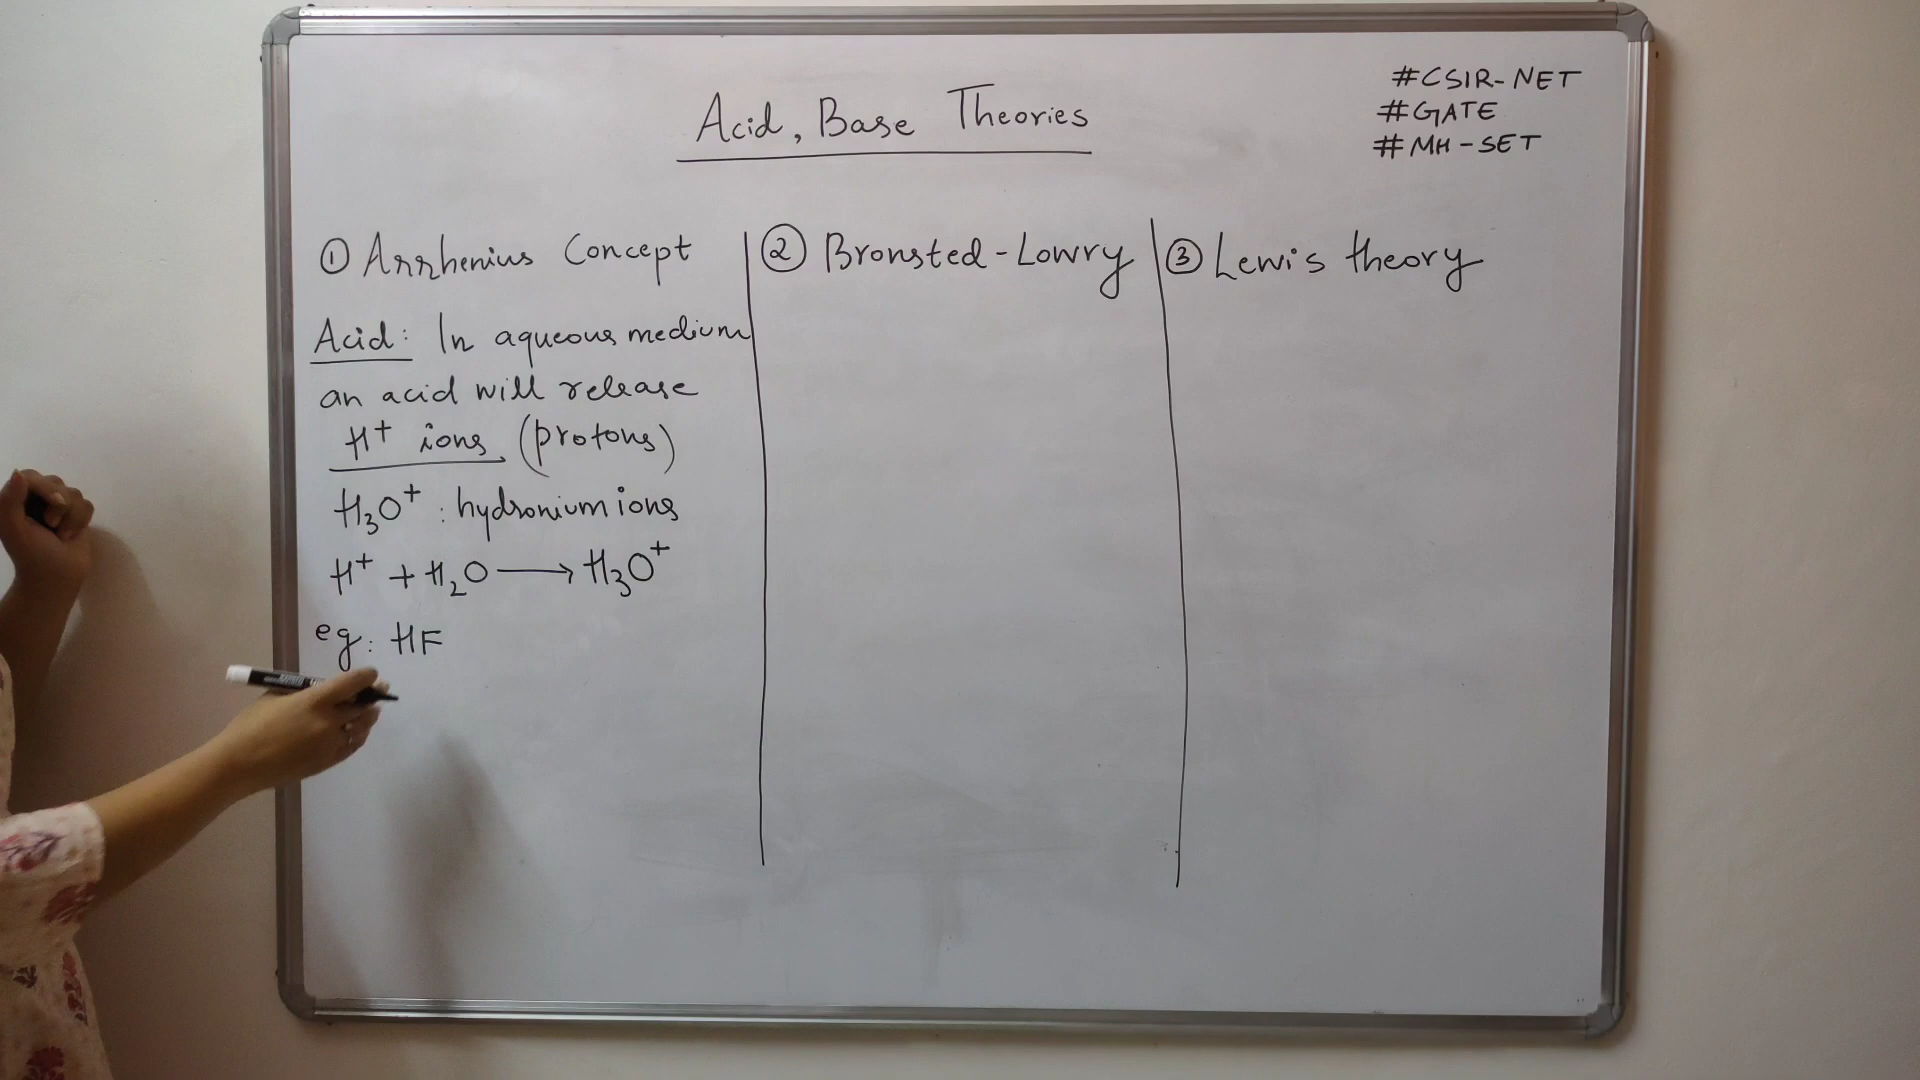 Acid, Base Theories
#CSIR-NET
#GATE
#MH-SET
① Arrhenius Concept
Acid: In aqueous medium
an acid will release
H⁺ ions (protons)
H₃O⁺ : hydronium ions
H⁺ + H₂O ⟶ H₃O⁺
eg: HF
② Bronsted-Lowry
③ Lewis theory